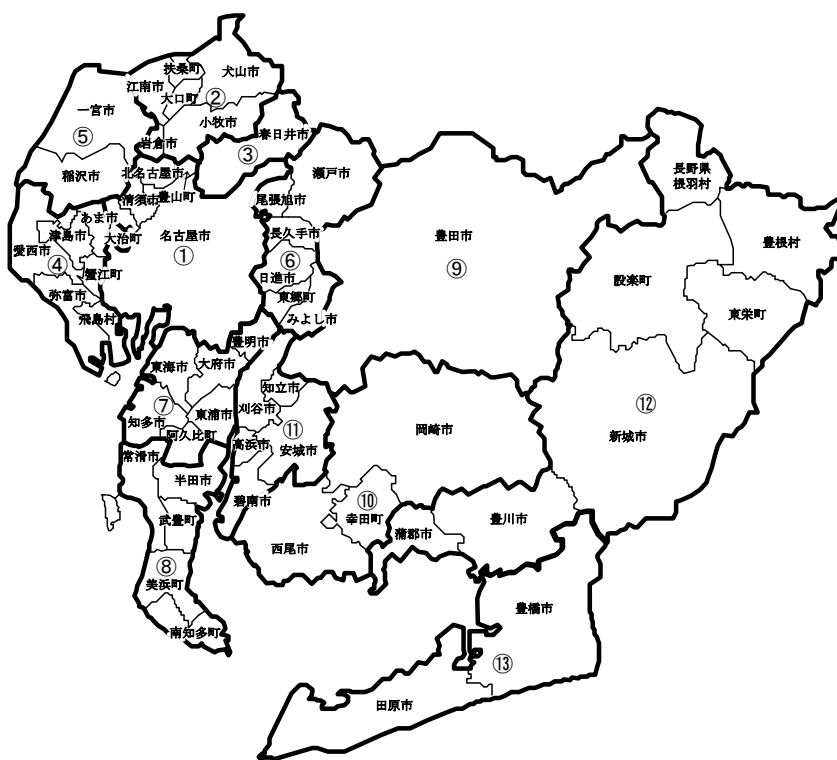 扶桑町
犬山市
江南市
大口町
②
一宮市
小牧市
⑤
岩倉市
春日井市
③
稲沢市
北名古屋市
瀬戸市
清須市
豊山町
尾張旭市
長野県
根羽村
あま市
津島市
大治町
名古屋市
長久手市
豊田市
愛西市
④
蟹江町
①
⑥
⑨
豊根村
日進市
設楽町
弥富市
東郷町
飛島村
みよし市
東栄町
豊明市
東海市
大府市
知立市
⑦
東浦町
刈谷市
⑫
知多市
阿久比町
⑪
岡崎市
新城市
高浜市
安城市
常滑市
半田市
碧南市
⑩
武豊町
幸田町
豊川市
蒲郡市
西尾市
⑧
美浜町
豊橋市
南知多町
⑬
田原市